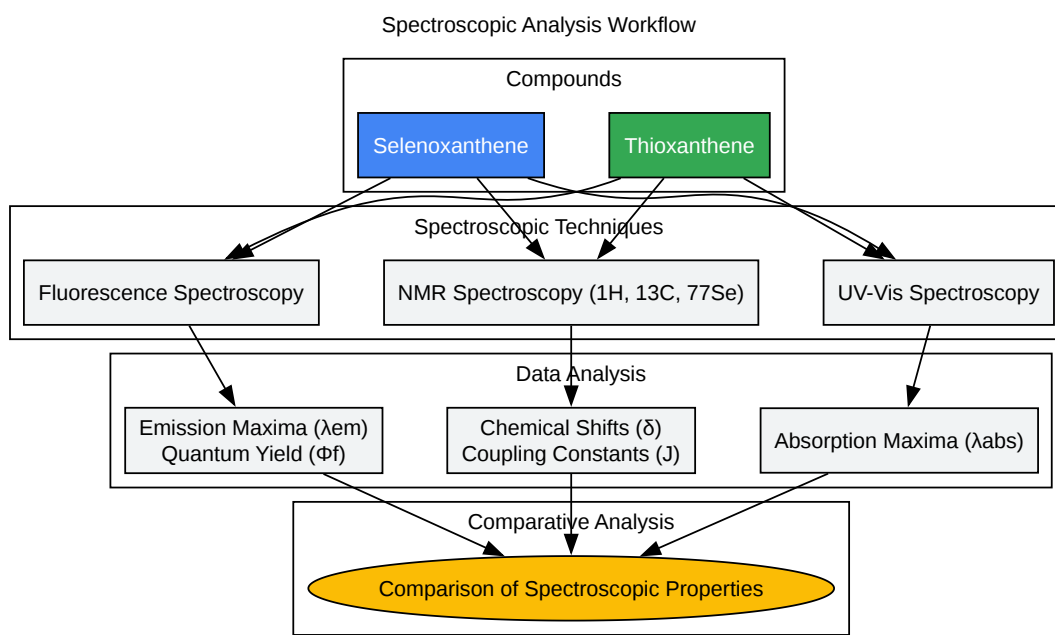 Spectroscopic Analysis Workflow
Compounds
Selenoxanthene
Thioxanthene
Spectroscopic Techniques
Fluorescence Spectroscopy
NMR Spectroscopy (1H, 13C, 77Se)
UV-Vis Spectroscopy
Data Analysis
Emission Maxima (λem)
Quantum Yield (Φf)
Chemical Shifts (δ)
Coupling Constants (J)
Absorption Maxima (λabs)
Comparative Analysis
Comparison of Spectroscopic Properties